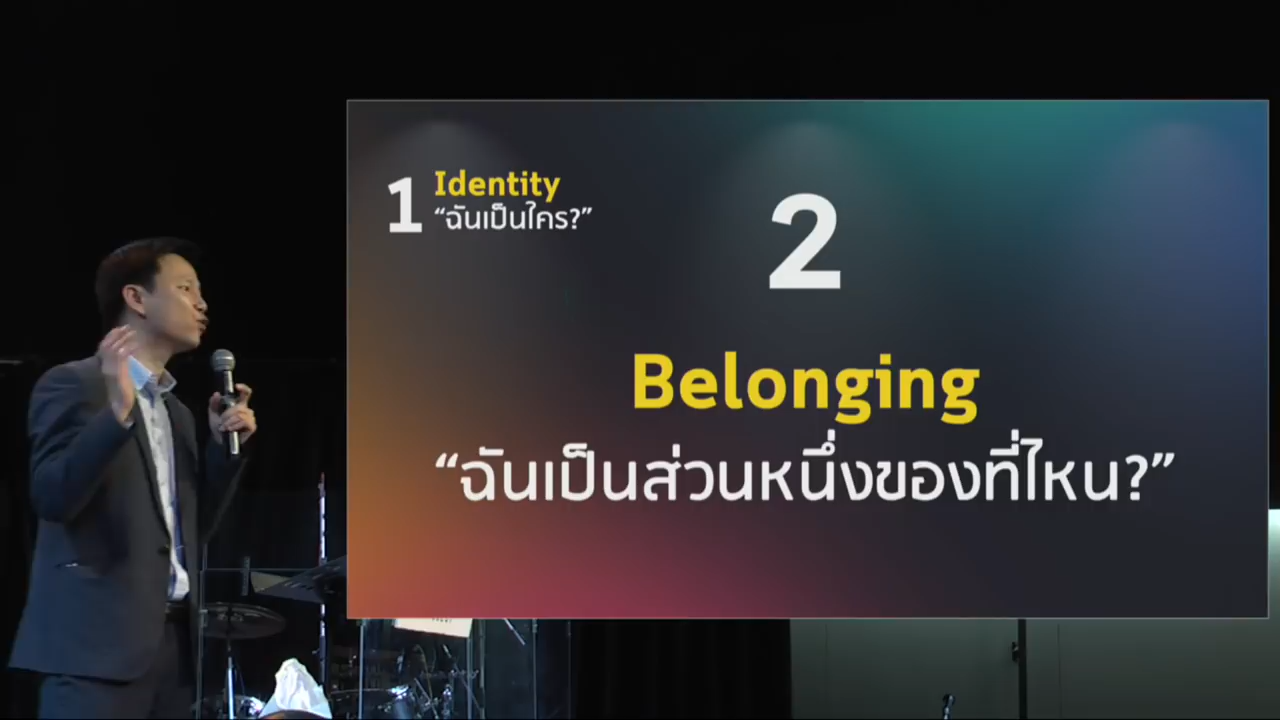 1
Identity
“ฉันเป็นใคร?”
2
Belonging
“ฉันเป็นส่วนหนึ่งของที่ไหน?”